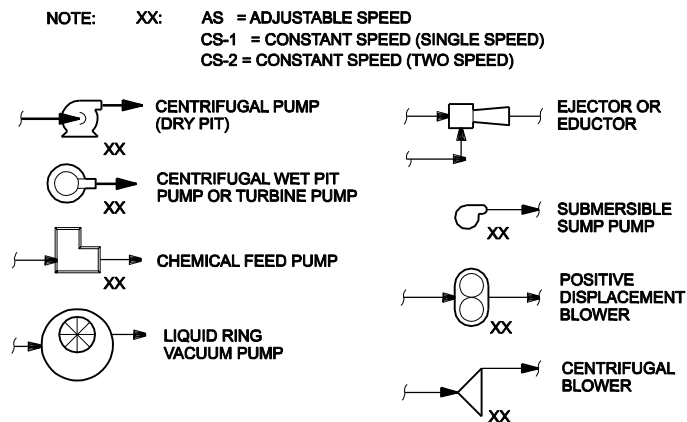 NOTE: XX: AS = ADJUSTABLE SPEED
CS-1 = CONSTANT SPEED (SINGLE SPEED)
CS-2 = CONSTANT SPEED (TWO SPEED)
CENTRIFUGAL PUMP
(DRY PIT)
XX
CENTRIFUGAL WET PIT
PUMP OR TURBINE PUMP
XX
CHEMICAL FEED PUMP
XX
LIQUID RING
VACUUM PUMP
EJECTOR OR
EDUCTOR
SUBMERSIBLE
SUMP PUMP
XX
POSITIVE
DISPLACEMENT
BLOWER
XX
CENTRIFUGAL
BLOWER
XX